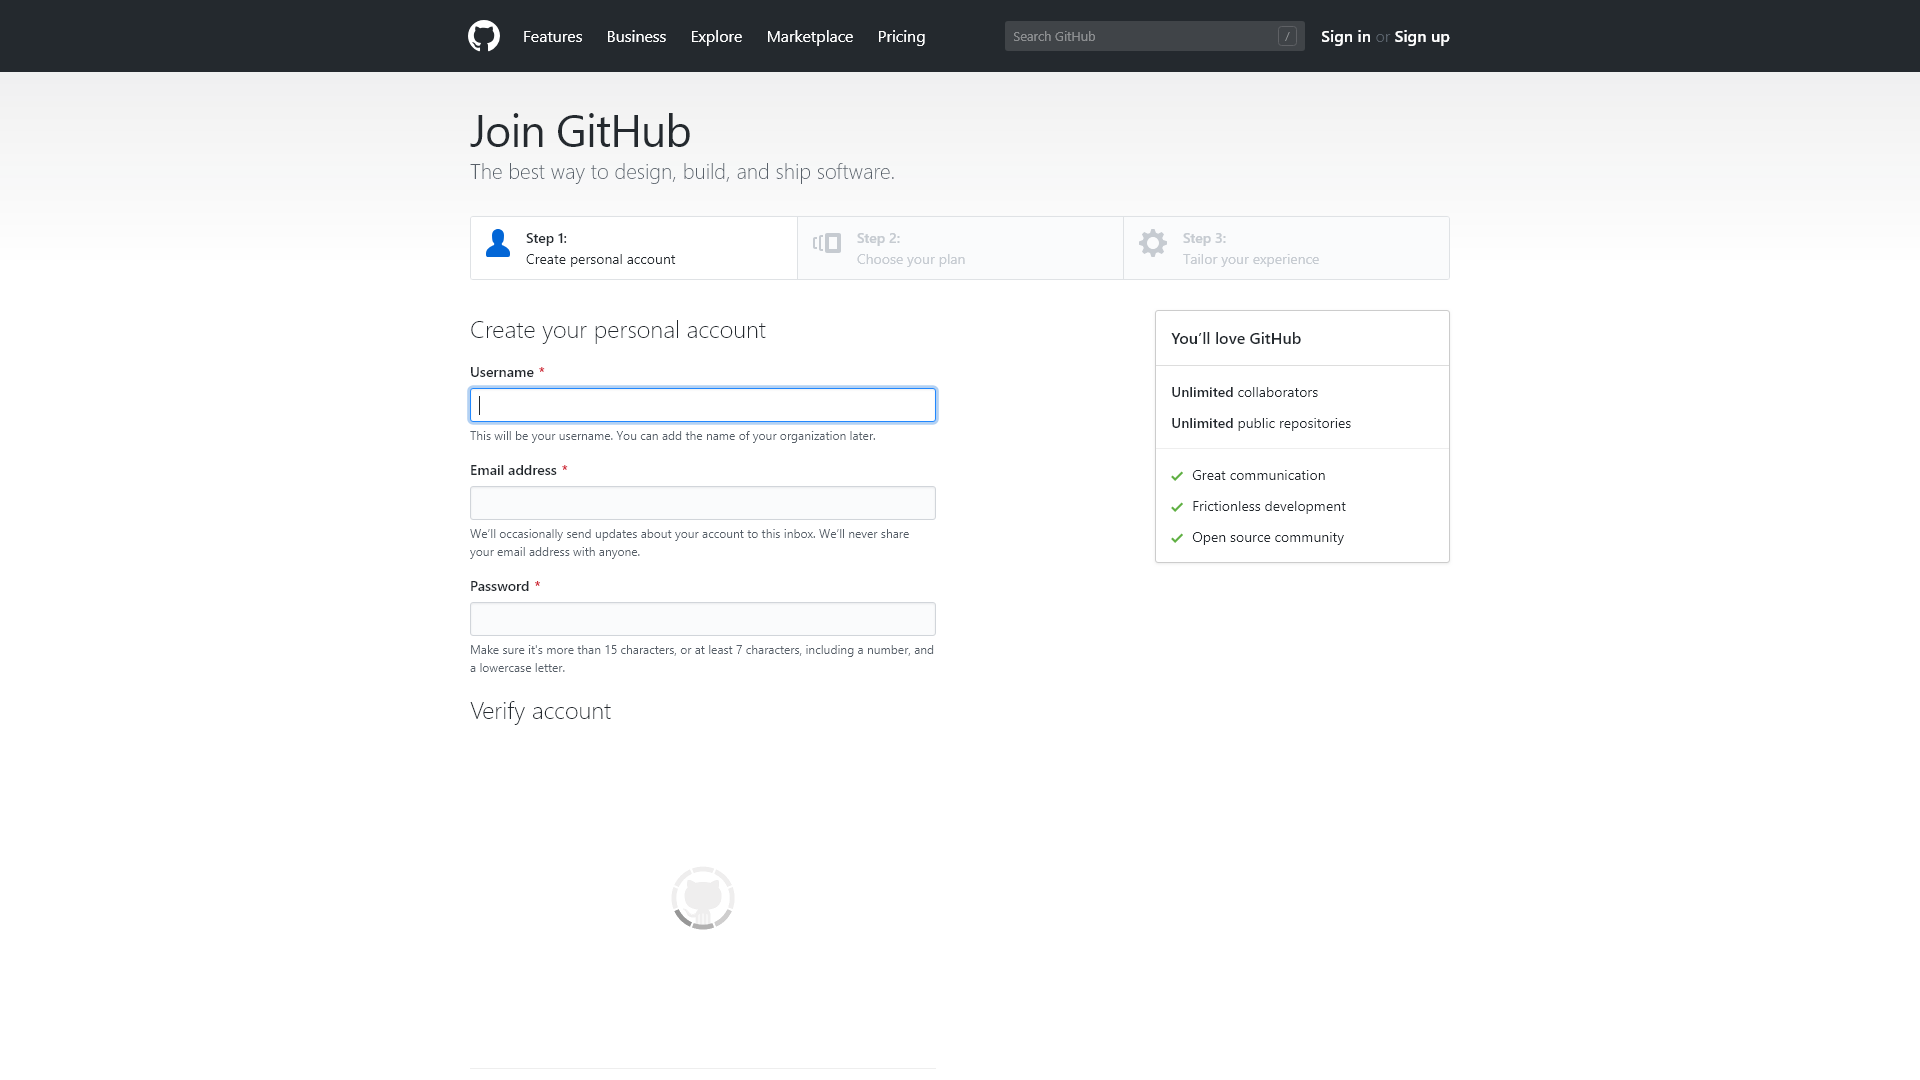 Features Business Explore Marketplace Pricing Search GitHub / Sign in or Sign up
Join GitHub
The best way to design, build, and ship software.
Step 1:
Create personal account
Step 2:
Choose your plan
Step 3:
Tailor your experience
Create your personal account
Username *
This will be your username. You can add the name of your organization later.
Email address *
We’ll occasionally send updates about your account to this inbox. We’ll never share
your email address with anyone.
Password *
Make sure it's more than 15 characters, or at least 7 characters, including a number, and
a lowercase letter.
Verify account
You’ll love GitHub
Unlimited collaborators
Unlimited public repositories
Great communication
Frictionless development
Open source community